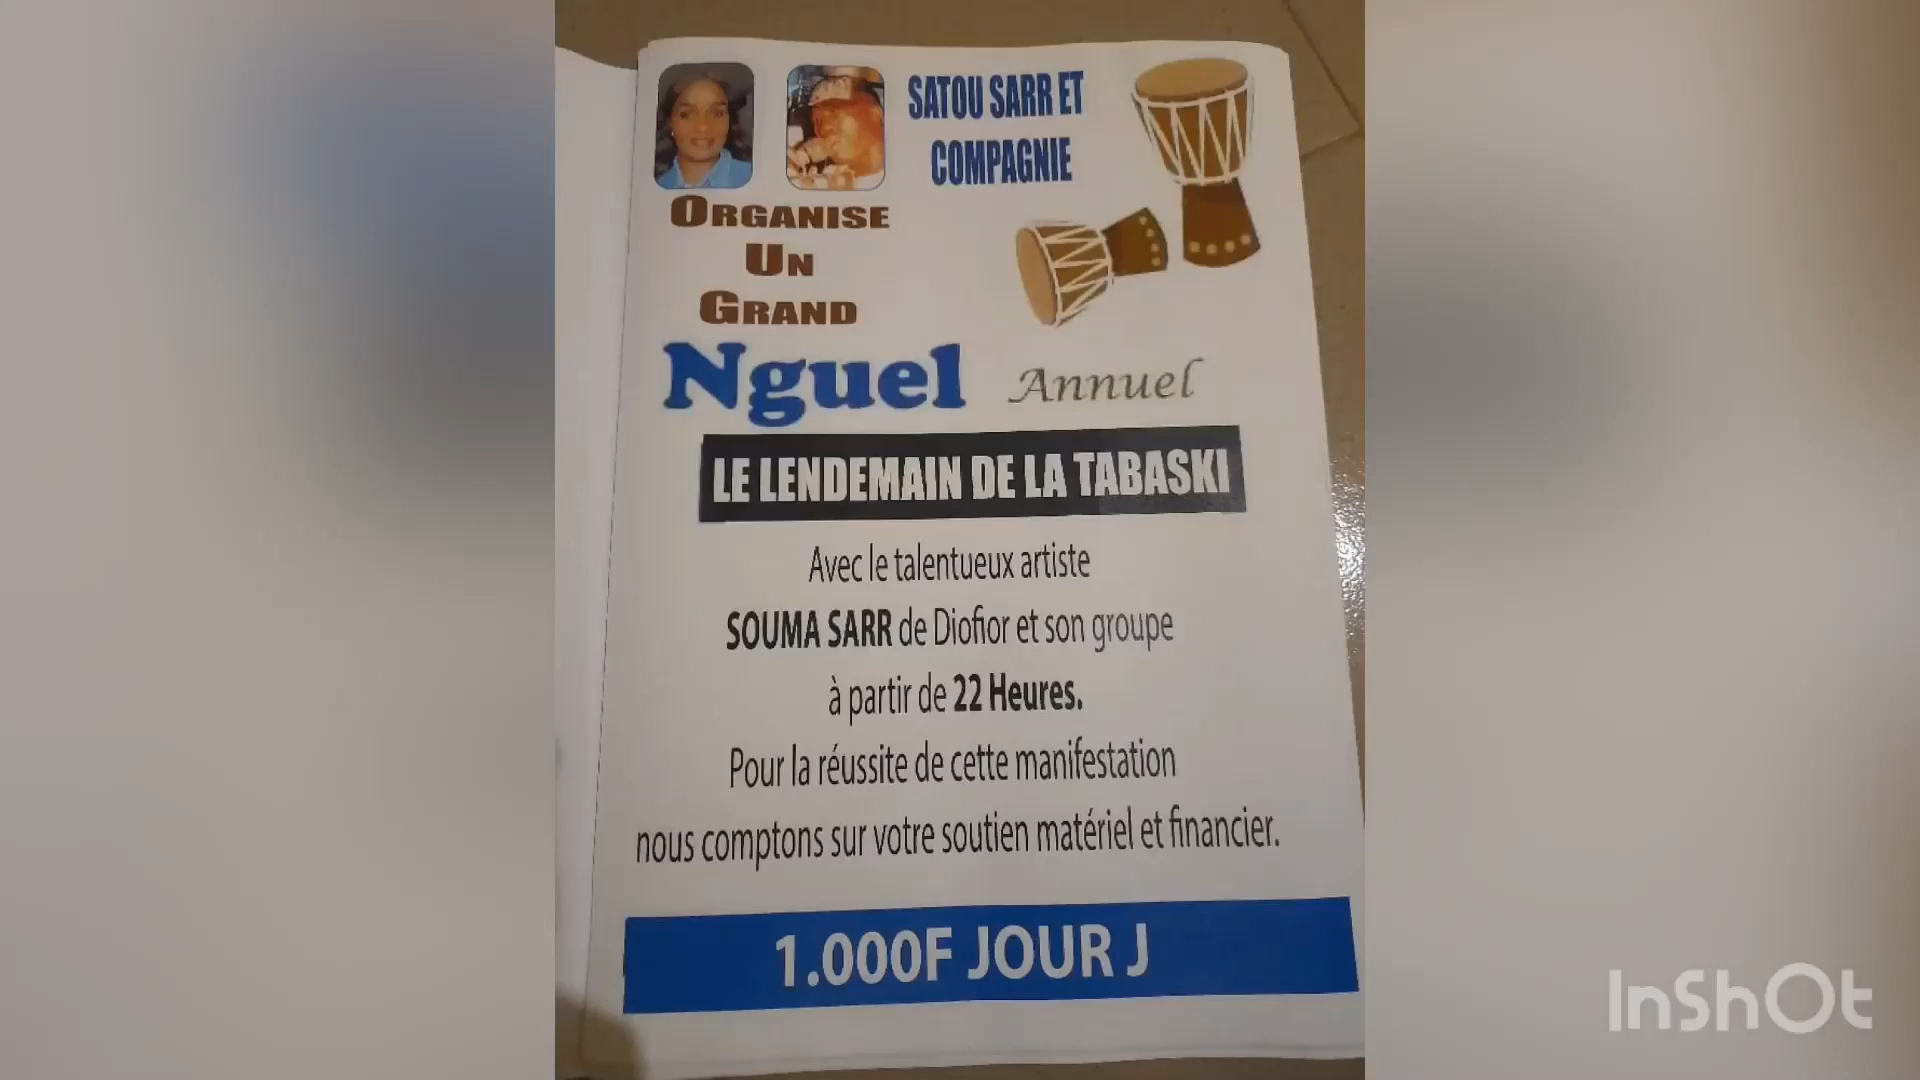 SATOU SARR ET
COMPAGNIE
ORGANISE
UN
GRAND
Nguel Annuel
LE LENDEMAIN DE LA TABASKI
Avec le talentueux artiste
SOUMA SARR de Diofior et son groupe
à partir de 22 Heures.
Pour la réussite de cette manifestation
nous comptons sur votre soutien matériel et financier.
1.000F JOUR J
InShOt